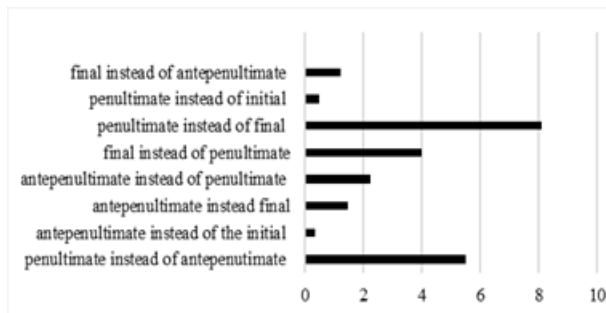 final instead of antepenultimate
penultimate instead of initial
penultimate instead of final
final instead of penultimate
antepenultimate instead of penultimate
antepenultimate instead final
antepenultimate instead of the initial
penultimate instead of antepenutimate
0 2 4 6 8 10